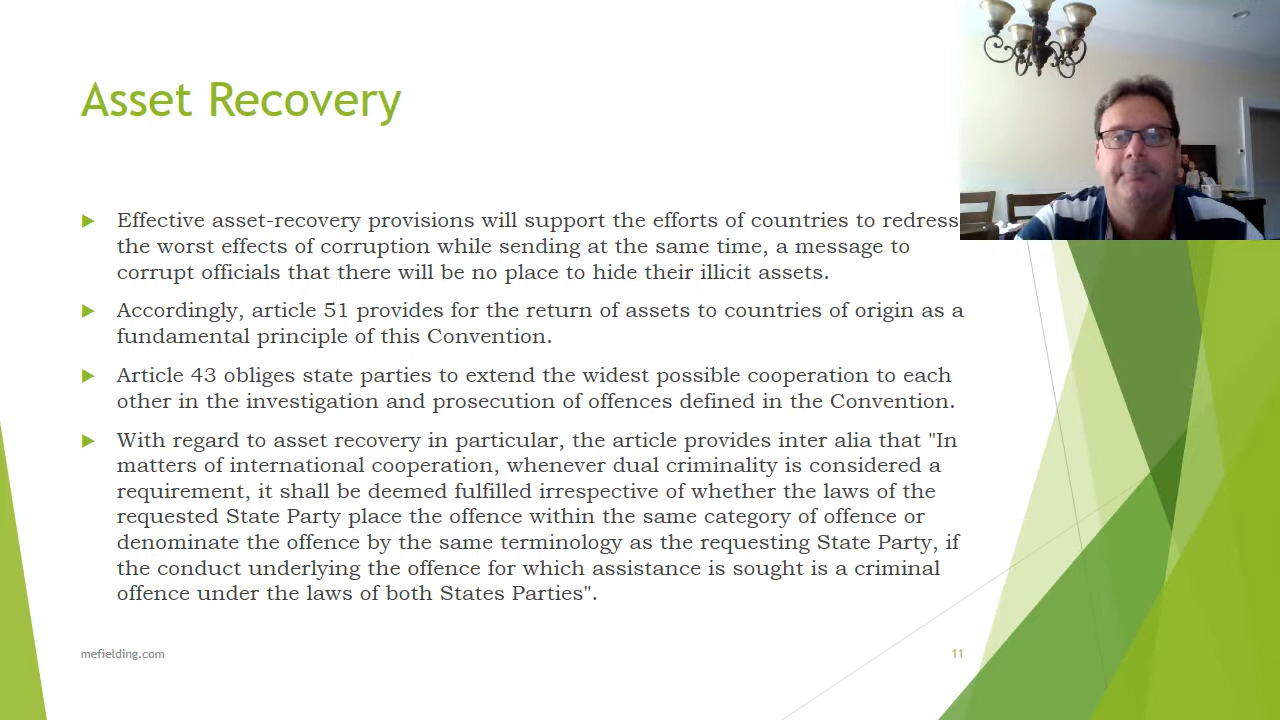 Asset Recovery
Effective asset-recovery provisions will support the efforts of countries to redress
the worst effects of corruption while sending at the same time, a message to
corrupt officials that there will be no place to hide their illicit assets.
Accordingly, article 51 provides for the return of assets to countries of origin as a
fundamental principle of this Convention.
Article 43 obliges state parties to extend the widest possible cooperation to each
other in the investigation and prosecution of offences defined in the Convention.
With regard to asset recovery in particular, the article provides inter alia that "In
matters of international cooperation, whenever dual criminality is considered a
requirement, it shall be deemed fulfilled irrespective of whether the laws of the
requested State Party place the offence within the same category of offence or
denominate the offence by the same terminology as the requesting State Party, if
the conduct underlying the offence for which assistance is sought is a criminal
offence under the laws of both States Parties".
mefielding.com
11